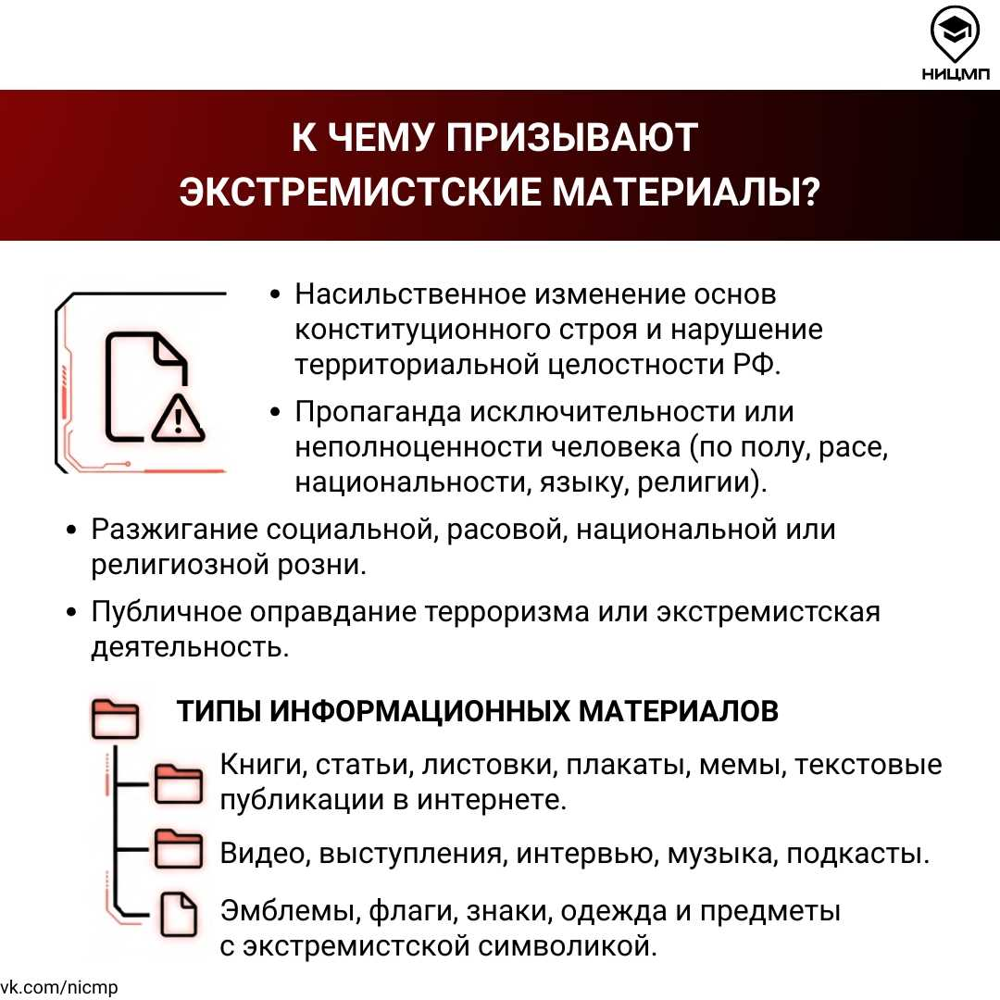 НИЦМП
К ЧЕМУ ПРИЗЫВАЮТ
ЭКСТРЕМИСТСКИЕ МАТЕРИАЛЫ?
• Насильственное изменение основ
конституционного строя и нарушение
территориальной целостности РФ.
• Пропаганда исключительности или
неполноценности человека (по полу, расе,
национальности, языку, религии).
• Разжигание социальной, расовой, национальной или
религиозной розни.
• Публичное оправдание терроризма или экстремистская
деятельность.
ТИПЫ ИНФОРМАЦИОННЫХ МАТЕРИАЛОВ
Книги, статьи, листовки, плакаты, мемы, текстовые
публикации в интернете.
Видео, выступления, интервью, музыка, подкасты.
Эмблемы, флаги, знаки, одежда и предметы
с экстремистской символикой.
vk.com/nicmp